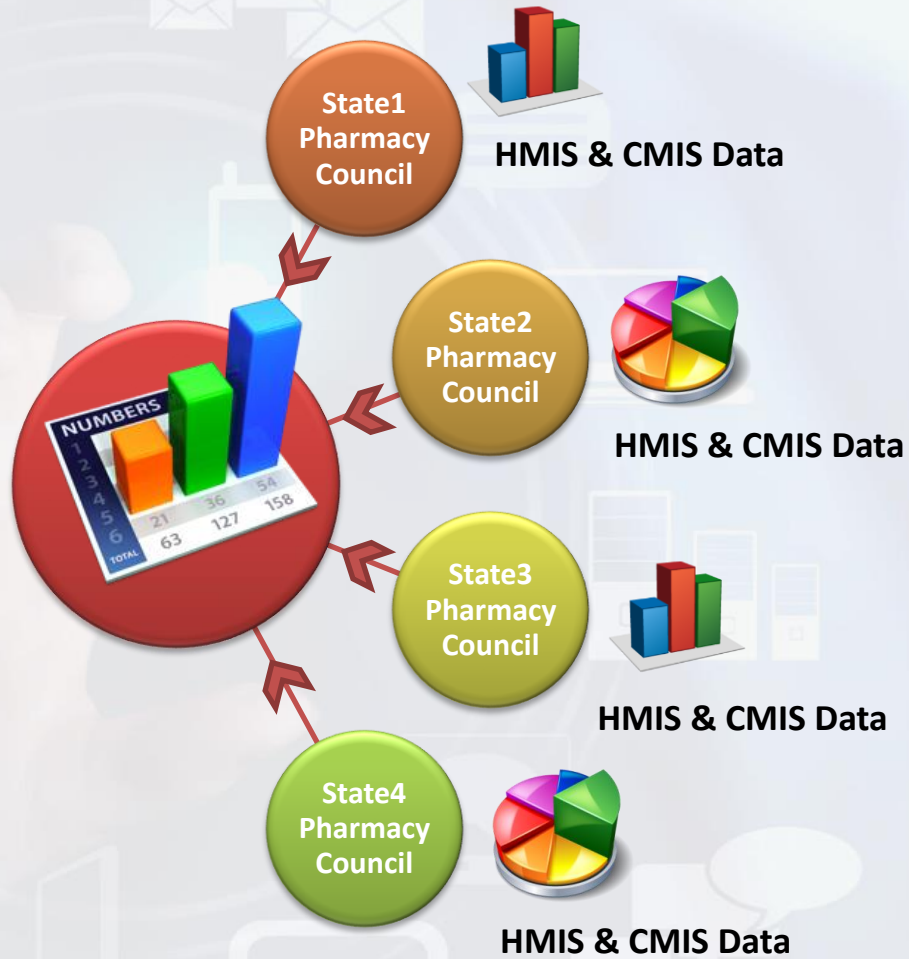 State1
Pharmacy
Council
HMIS & CMIS Data
State2
Pharmacy
Council
HMIS & CMIS Data
NUMBERS
1
2
3
4
5
6
TOTAL
21 36 54
63 127 158
State3
Pharmacy
Council
HMIS & CMIS Data
State4
Pharmacy
Council
HMIS & CMIS Data